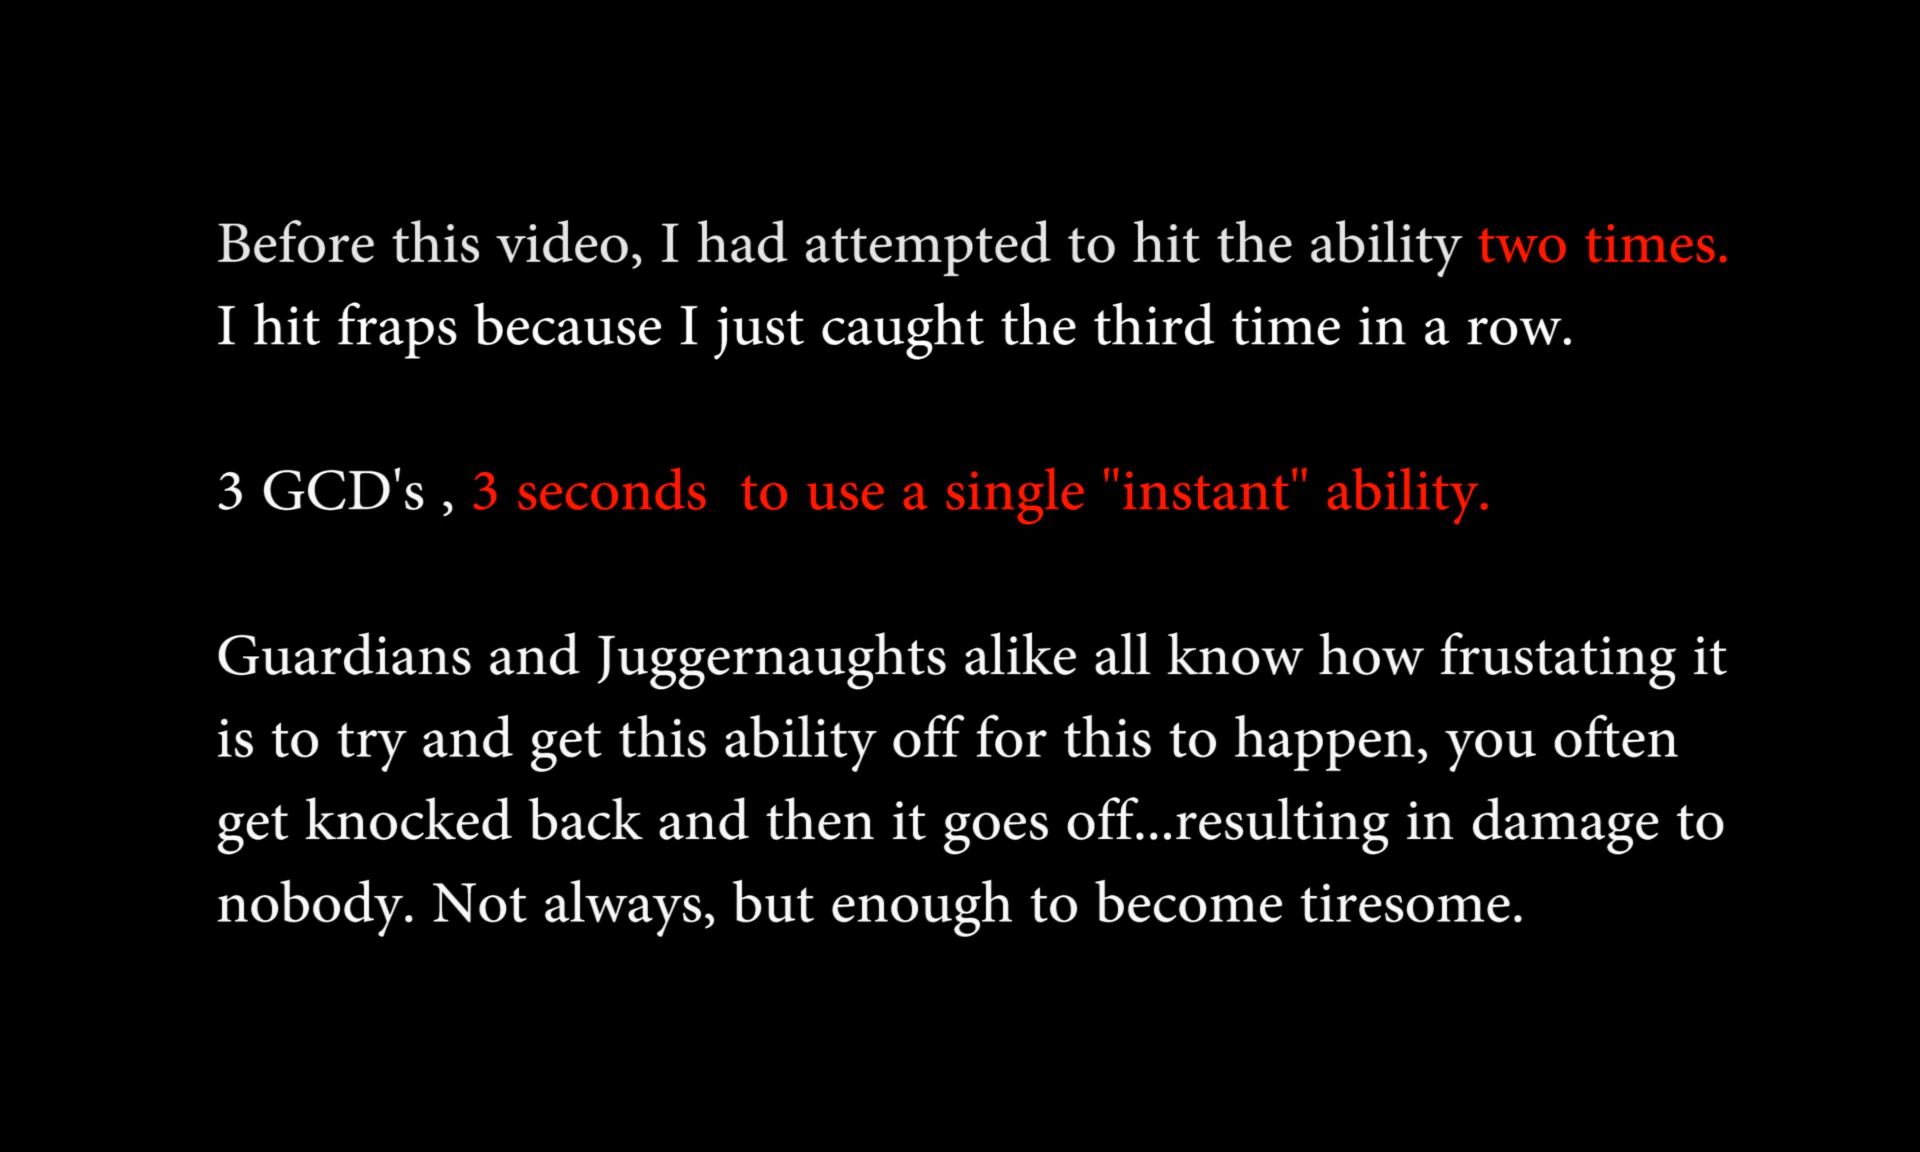 Before this video, I had attempted to hit the ability two times.
I hit fraps because I just caught the third time in a row.
3 GCD's , 3 seconds  to use a single "instant" ability.
Guardians and Juggernaughts alike all know how frustating it
is to try and get this ability off for this to happen, you often
get knocked back and then it goes off...resulting in damage to
nobody. Not always, but enough to become tiresome.